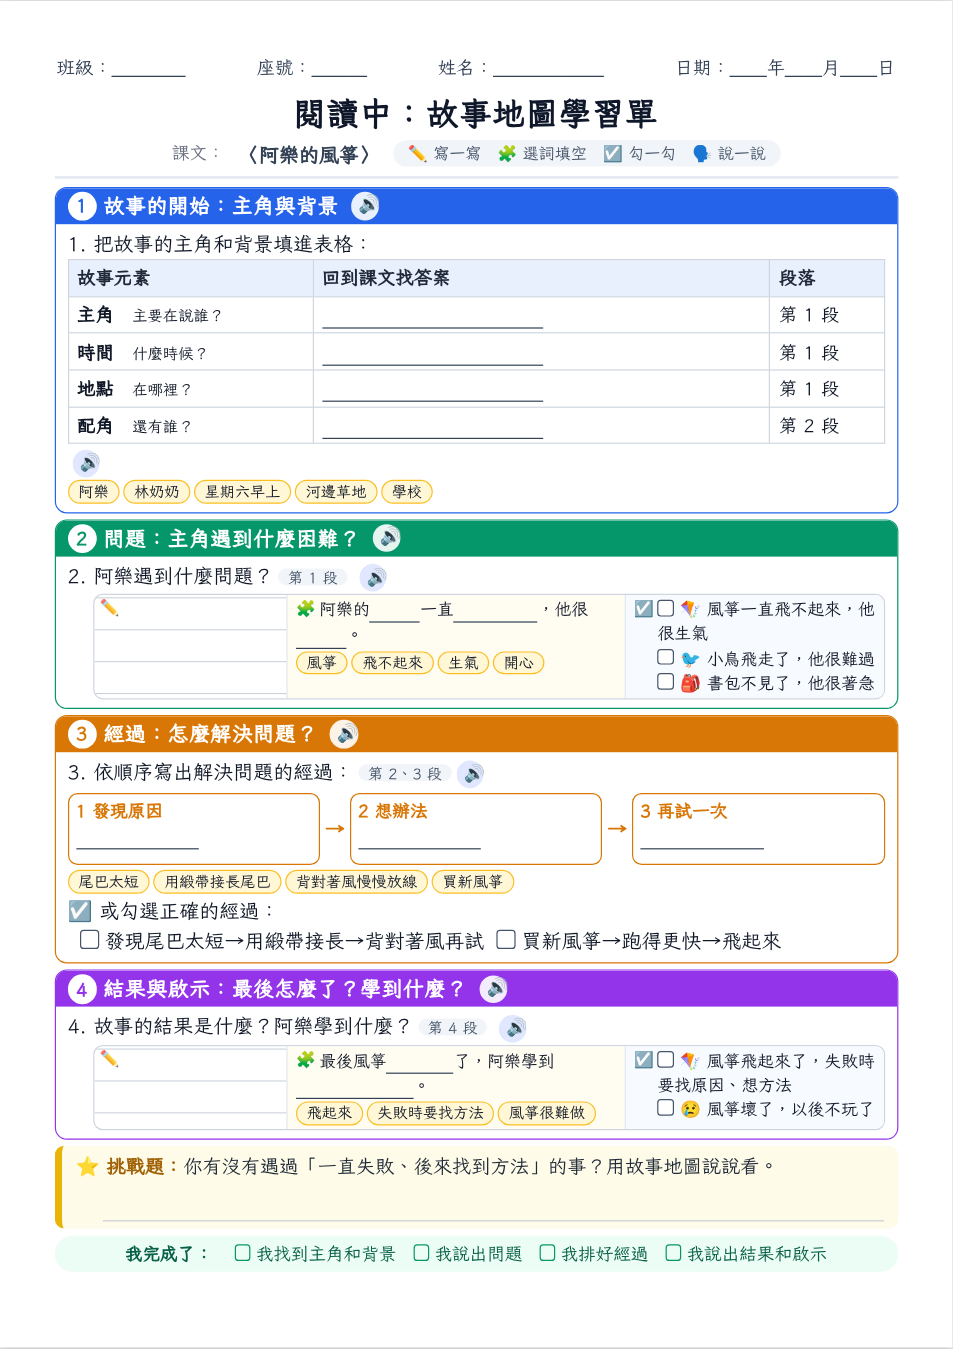 班級：________ 座號：______ 姓名：____________ 日期：____年____月____日
閱讀中：故事地圖學習單
課文： 〈阿樂的風箏〉 ✏️ 寫一寫 🧩 選詞填空 ☑️ 勾一勾 🗣️ 說一說
1 故事的開始：主角與背景 🔊
1. 把故事的主角和背景填進表格：
故事元素 回到課文找答案 段落
主角 主要在說誰？ ________________ 第 1 段
時間 什麼時候？ ________________ 第 1 段
地點 在哪裡？ ________________ 第 1 段
配角 還有誰？ ________________ 第 2 段
🔊
阿樂 林奶奶 星期六早上 河邊草地 學校
2 問題：主角遇到什麼困難？ 🔊
2. 阿樂遇到什麼問題？ 第 1 段 🔊
✏️
🧩 阿樂的______一直__________，他很
______。
風箏 飛不起來 生氣 開心
☑️ ☐ 🪁 風箏一直飛不起來，他
很生氣
☐ 🐦 小鳥飛走了，他很難過
☐ 🎒 書包不見了，他很著急
3 經過：怎麼解決問題？ 🔊
3. 依順序寫出解決問題的經過： 第 2、3 段 🔊
1 發現原因 → 2 想辦法 → 3 再試一次
______________ ______________ ______________
尾巴太短 用緞帶接長尾巴 背對著風慢慢放線 買新風箏
☑️ 或勾選正確的經過：
☐ 發現尾巴太短→用緞帶接長→背對著風再試 ☐ 買新風箏→跑得更快→飛起來
4 結果與啟示：最後怎麼了？學到什麼？ 🔊
4. 故事的結果是什麼？阿樂學到什麼？ 第 4 段 🔊
✏️
🧩 最後風箏________了，阿樂學到
______________。
飛起來 失敗時要找方法 風箏很難做
☑️ ☐ 🪁 風箏飛起來了，失敗時
要找原因、想方法
☐ 😢 風箏壞了，以後不玩了
⭐ 挑戰題：你有沒有遇過「一直失敗、後來找到方法」的事？用故事地圖說說看。
我完成了： ☐ 我找到主角和背景 ☐ 我說出問題 ☐ 我排好經過 ☐ 我說出結果和啟示